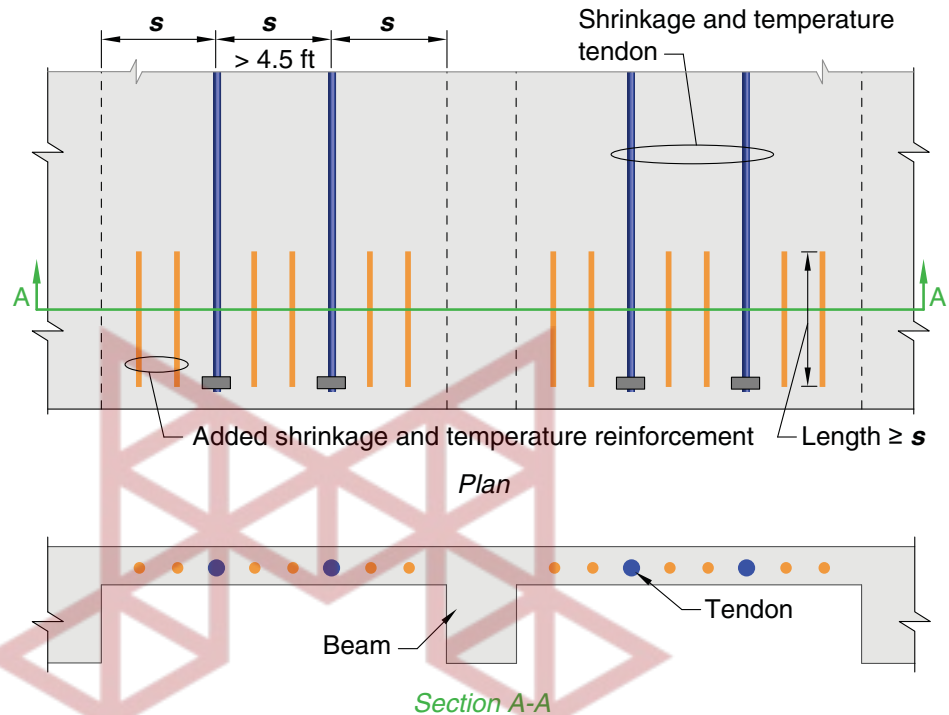 s s s
> 4.5 ft
Shrinkage and temperature
tendon
A A
Added shrinkage and temperature reinforcement
Length ≥ s
Plan
Beam
Tendon
Section A-A